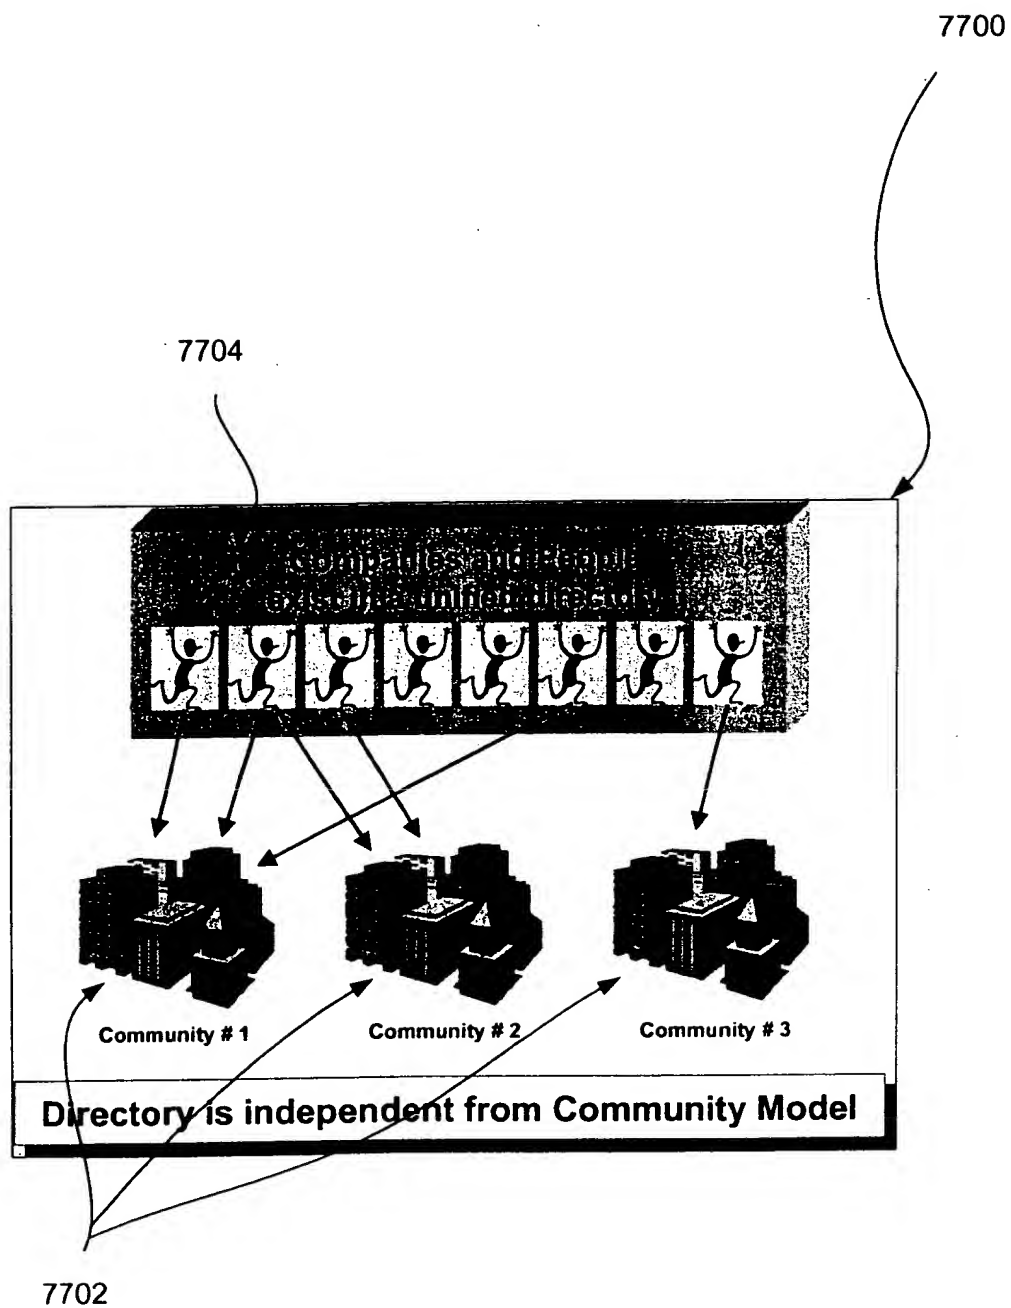 7700
7704
Companies and People
exist in a unified directory
Community # 1
Community # 2
Community # 3
Directory is independent from Community Model
7702